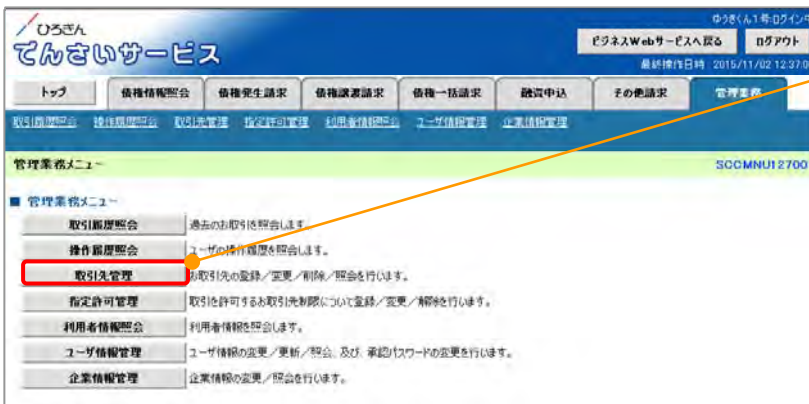 ひろぎん
でんさいサービス
ゆうぎん1号:ログイン中
ビジネスWebサービスへ戻る ログアウト
最終操作日時 2015/11/02 12:37:0
トップ 債権情報照会 債権発生請求 債権譲渡請求 債権一括請求 融資申込 その他請求 管理業務
取引履歴照会 操作履歴照会 取引先管理 指定許可管理 利用者情報照会 ユーザ情報管理 企業情報管理
管理業務メニュー SCCMNU12700
■ 管理業務メニュー
取引履歴照会 過去のお取引を照会します。
操作履歴照会 ユーザの操作履歴を照会します。
取引先管理 お取引先の登録/変更/削除/照会を行います。
指定許可管理 取引を許可するお取引先制限について登録/変更/解除を行います。
利用者情報照会 利用者情報を照会します。
ユーザ情報管理 ユーザ情報の変更/更新/照会、及び、承認パスワードの変更を行います。
企業情報管理 企業情報の変更/照会を行います。